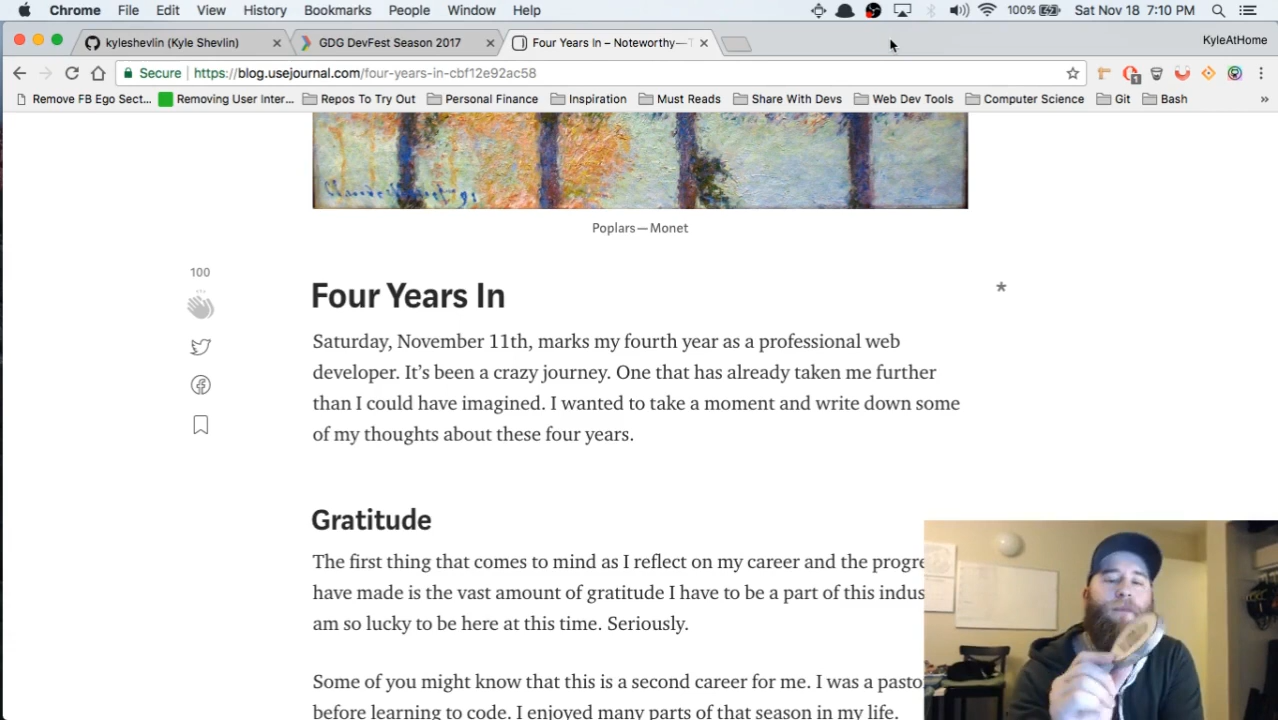 Chrome File Edit View History Bookmarks People Window Help 100% Sat Nov 18 7:10 PM
kyleshevlin (Kyle Shevlin) GDG DevFest Season 2017 Four Years In – Noteworthy— KyleAtHome
Secure https://blog.usejournal.com/four-years-in-cbf12e92ac58
Remove FB Ego Sect... Removing User Inter... Repos To Try Out Personal Finance Inspiration Must Reads Share With Devs Web Dev Tools Computer Science Git Bash »
Claude Monet 91
Poplars — Monet
100
Four Years In *
Saturday, November 11th, marks my fourth year as a professional web
developer. It’s been a crazy journey. One that has already taken me further
than I could have imagined. I wanted to take a moment and write down some
of my thoughts about these four years.
Gratitude
The first thing that comes to mind as I reflect on my career and the progre
have made is the vast amount of gratitude I have to be a part of this indus
am so lucky to be here at this time. Seriously.
Some of you might know that this is a second career for me. I was a pasto
before learning to code. I enjoyed many parts of that season in my life.